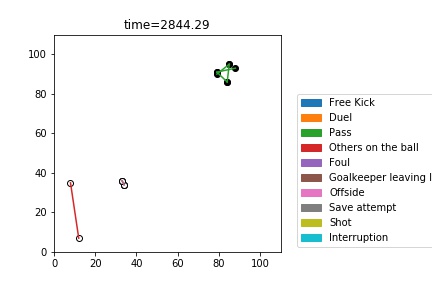 time=2844.29
100
80
60
40
20
0
0 20 40 60 80 100
Free Kick
Duel
Pass
Others on the ball
Foul
Goalkeeper leaving l
Offside
Save attempt
Shot
Interruption